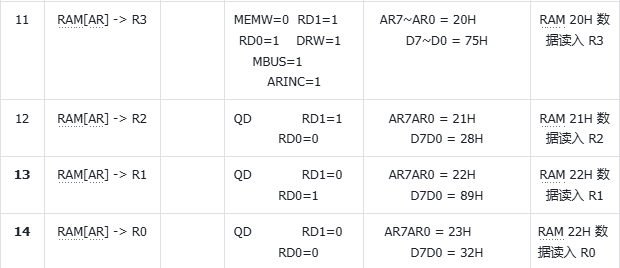 11
RAM[AR] -> R3
MEMW=0 RD1=1
RD0=1 DRW=1
MBUS=1
ARINC=1
AR7~AR0 = 20H
D7~D0 = 75H
RAM 20H 数
据读入 R3
12
RAM[AR] -> R2
QD RD1=1
RD0=0
AR7AR0 = 21H
D7D0 = 28H
RAM 21H 数
据读入 R2
13
RAM[AR] -> R1
QD RD1=0
RD0=1
AR7AR0 = 22H
D7D0 = 89H
RAM 22H 数
据读入 R1
14
RAM[AR] -> R0
QD RD1=0
RD0=0
AR7AR0 = 23H
D7D0 = 32H
RAM 22H 数
据读入 R0